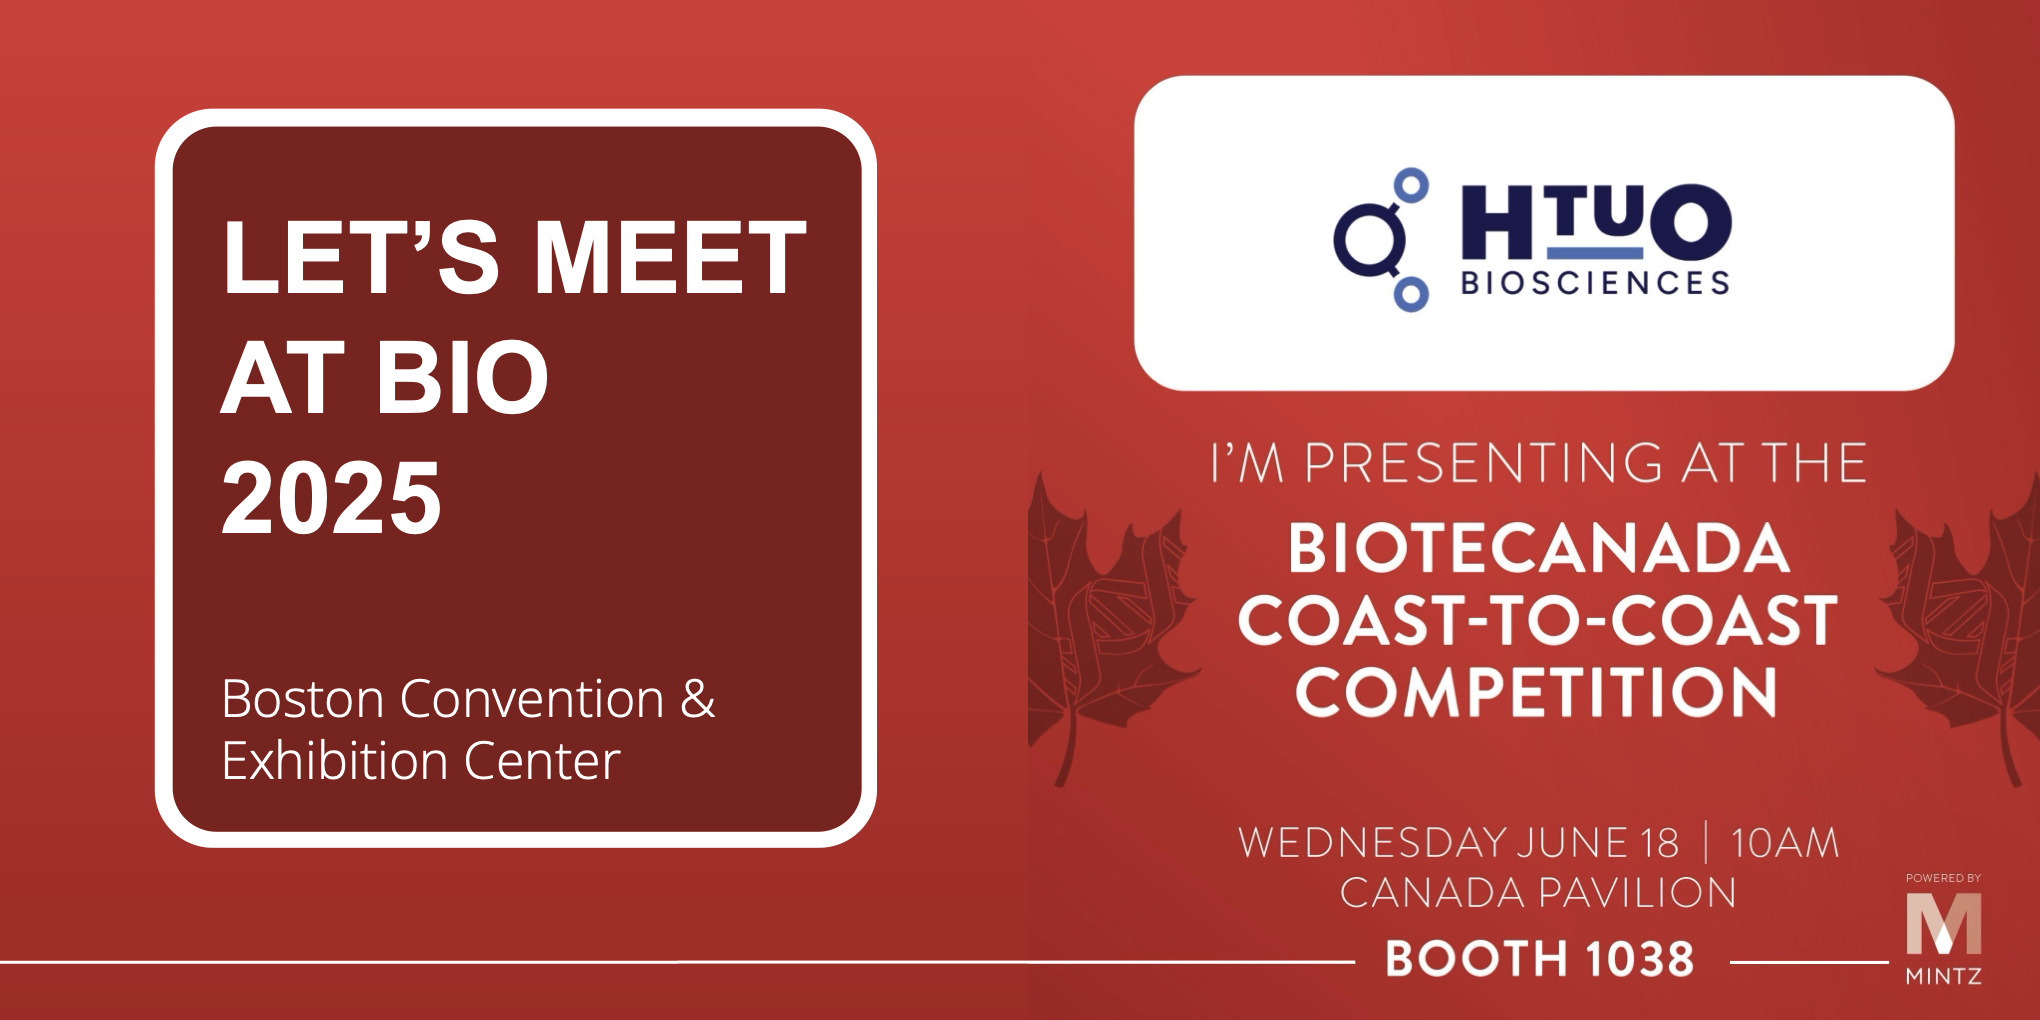 LET’S MEET
AT BIO
2025
Boston Convention &
Exhibition Center
HTUO
BIOSCIENCES
I’M PRESENTING AT THE
BIOTECANADA
COAST-TO-COAST
COMPETITION
WEDNESDAY JUNE 18 | 10AM
CANADA PAVILION
BOOTH 1038
POWERED BY
M
MINTZ